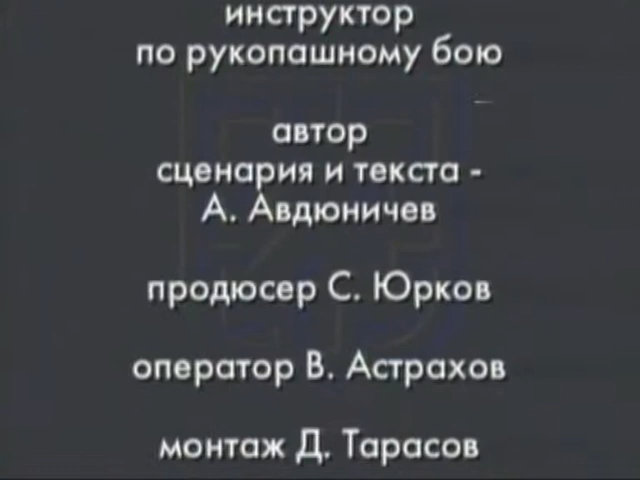 инструктор
по рукопашному бою
автор
сценария и текста -
А. Авдюничев
продюсер С. Юрков
оператор В. Астрахов
монтаж Д. Тарасов